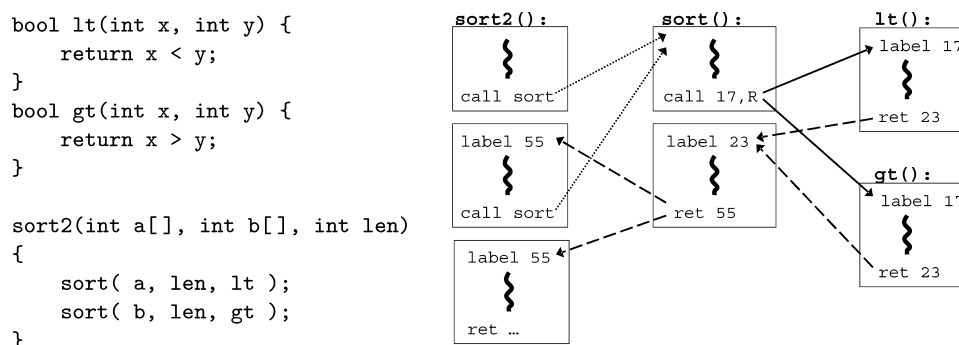 bool lt(int x, int y) {
    return x < y;
}
bool gt(int x, int y) {
    return x > y;
}
sort2(int a[], int b[], int len)
{
    sort( a, len, lt );
    sort( b, len, gt );
}
sort2():
call sort
label 55
call sort
label 55
ret …
sort():
call 17,R
label 23
ret 55
lt():
label 17
ret 23
gt():
label 17
ret 23